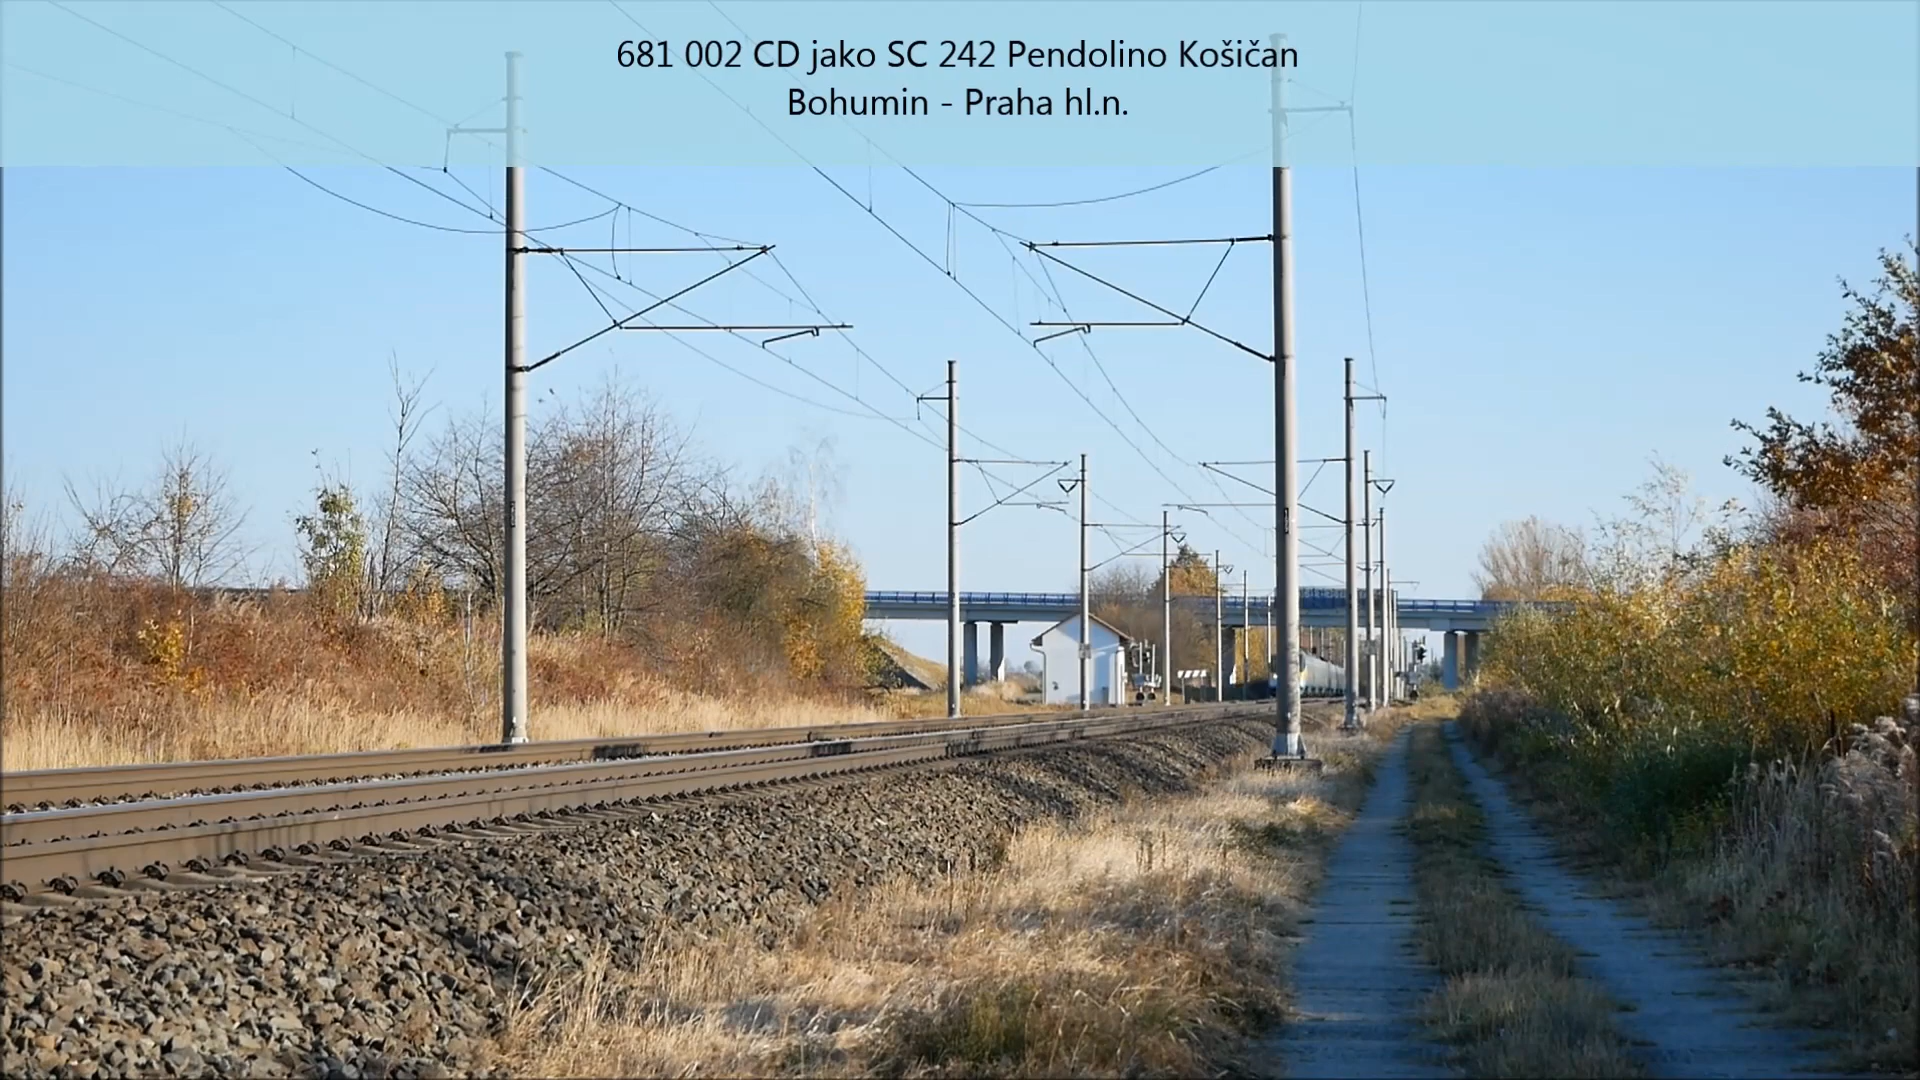 681 002 CD jako SC 242 Pendolino Košičan
Bohumin - Praha hl.n.